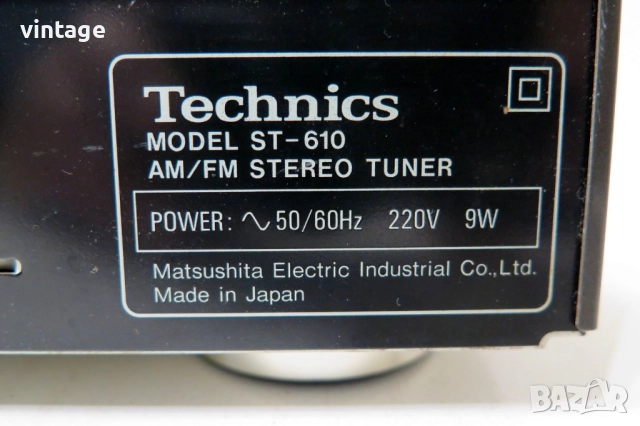 vintage
Technics
MODEL ST-610
AM/FM STEREO TUNER
POWER: ∿ 50/60Hz 220V 9W
Matsushita Electric Industrial Co.,Ltd.
Made in Japan
BAZAR